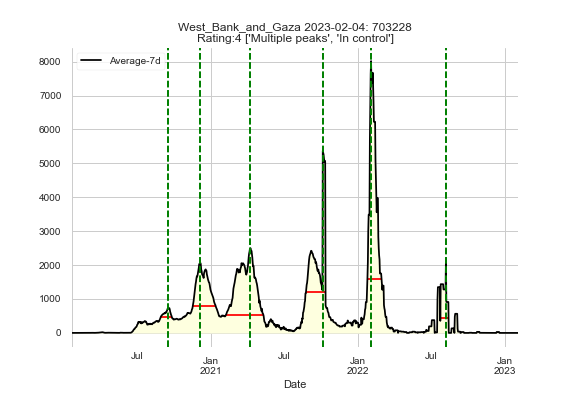 West_Bank_and_Gaza 2023-02-04: 703228
Rating:4 ['Multiple peaks', 'In control']
Average-7d
8000
7000
6000
5000
4000
3000
2000
1000
0
Jul
Jan
2021
Jul
Jan
2022
Jul
Jan
2023
Date